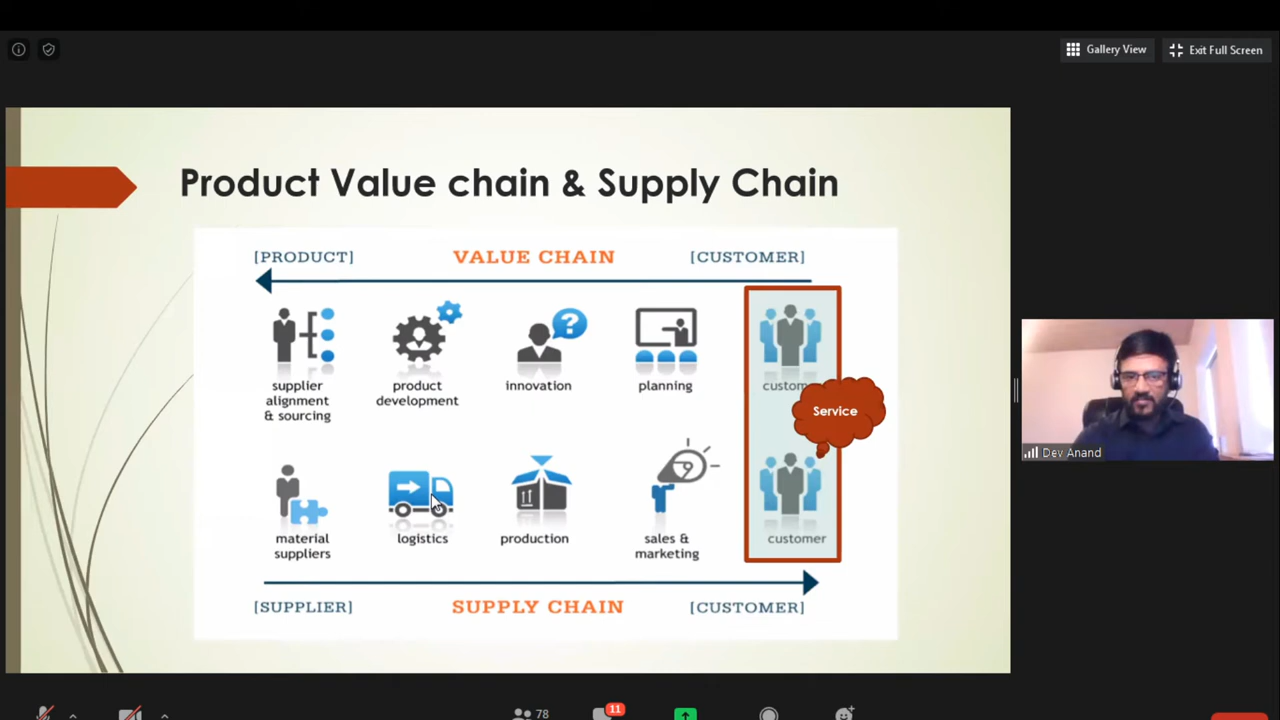 Gallery View
Exit Full Screen
Product Value chain & Supply Chain
[PRODUCT]
VALUE CHAIN
[CUSTOMER]
supplier
alignment
& sourcing
product
development
innovation
planning
custome
Service
material
suppliers
logistics
production
sales &
marketing
customer
[SUPPLIER]
SUPPLY CHAIN
[CUSTOMER]
Dev Anand
78
11